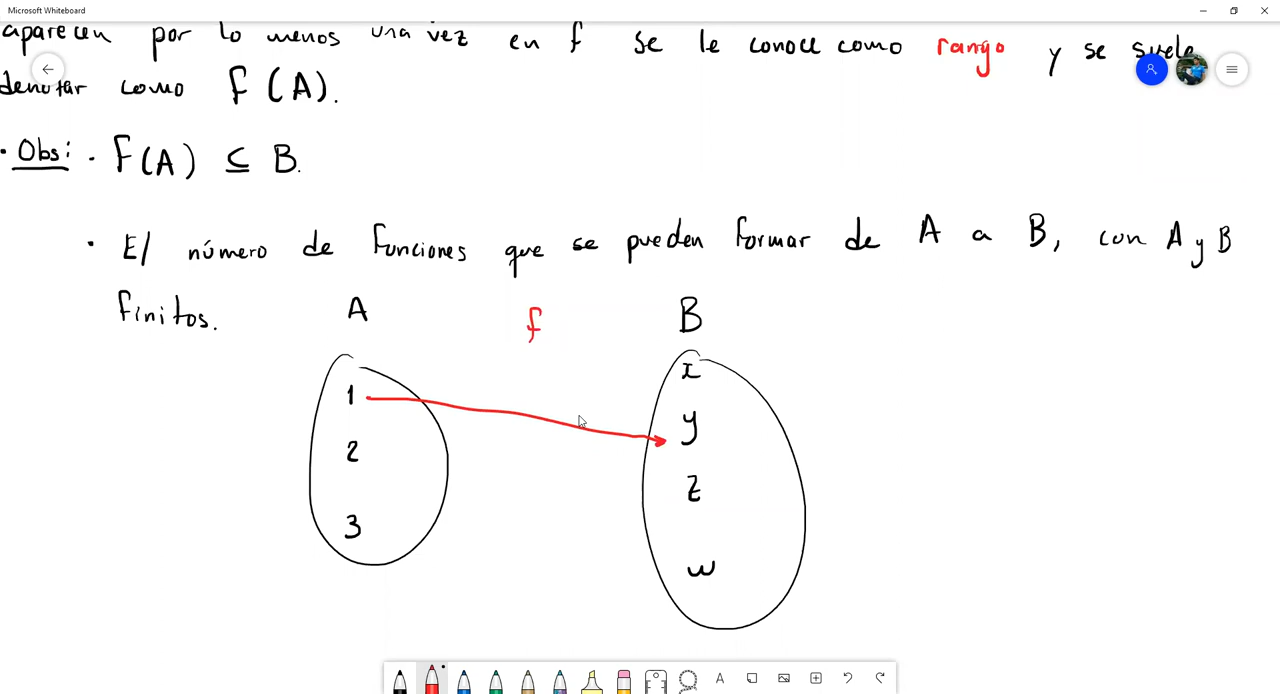 Microsoft Whiteboard
aparecen por lo menos una vez en f se le conoce como rango y se suele
denotar como f(A).
• Obs: · f(A) ⊆ B.
· El número de funciones que se pueden formar de A a B, con A y B
finitos.
A f B
1 x
2 y
3 z
w
A